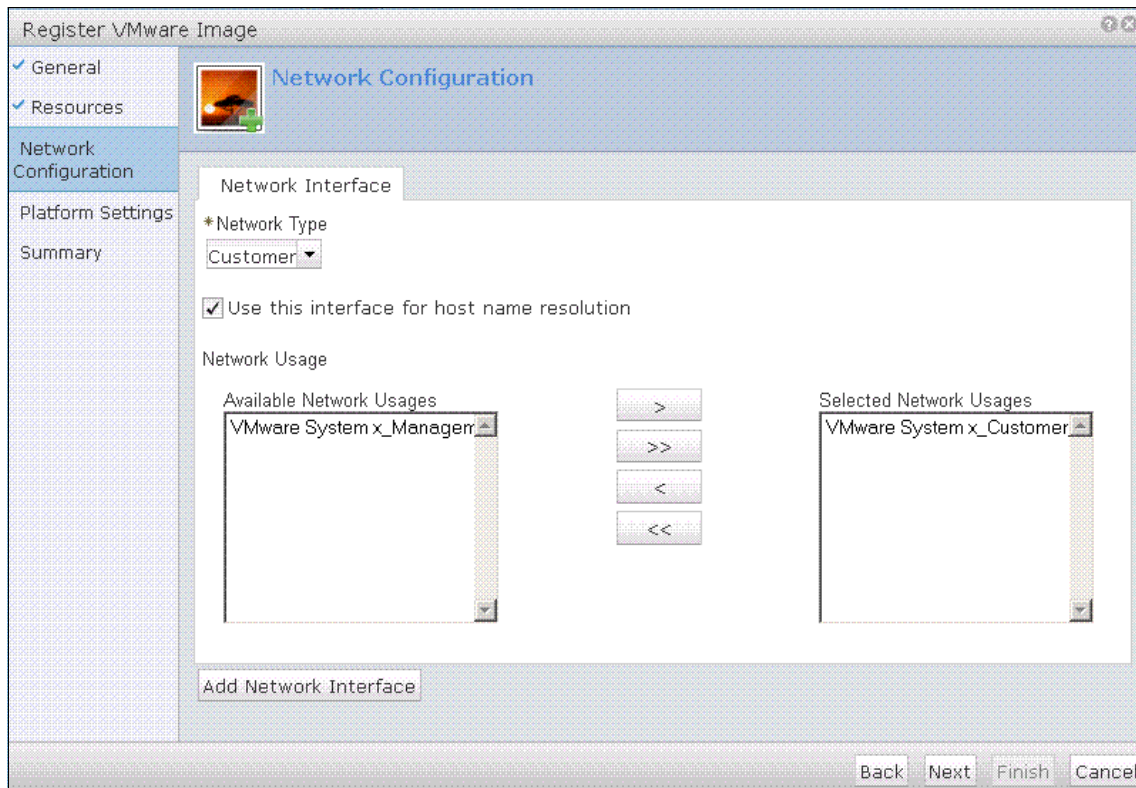 Register VMware Image
General
Resources
Network
Configuration
Platform Settings
Summary
Network Configuration
Network Interface
*Network Type
Customer
Use this interface for host name resolution
Network Usage
Available Network Usages
VMware System x_Managem
>
>>
<
<<
Selected Network Usages
VMware System x_Customer
Add Network Interface
Back Next Finish Cancel